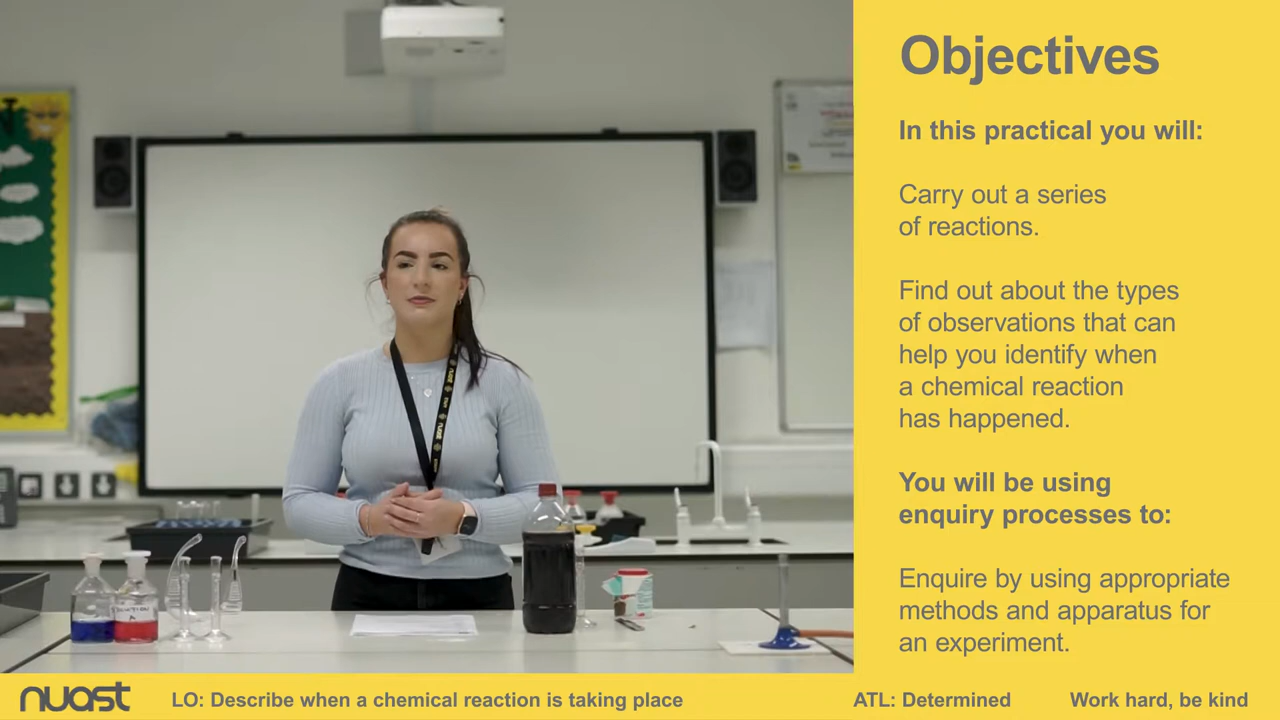 Objectives
In this practical you will:
Carry out a series
of reactions.
Find out about the types
of observations that can
help you identify when
a chemical reaction
has happened.
You will be using
enquiry processes to:
Enquire by using appropriate
methods and apparatus for
an experiment.
nuast
LO: Describe when a chemical reaction is taking place
ATL: Determined
Work hard, be kind